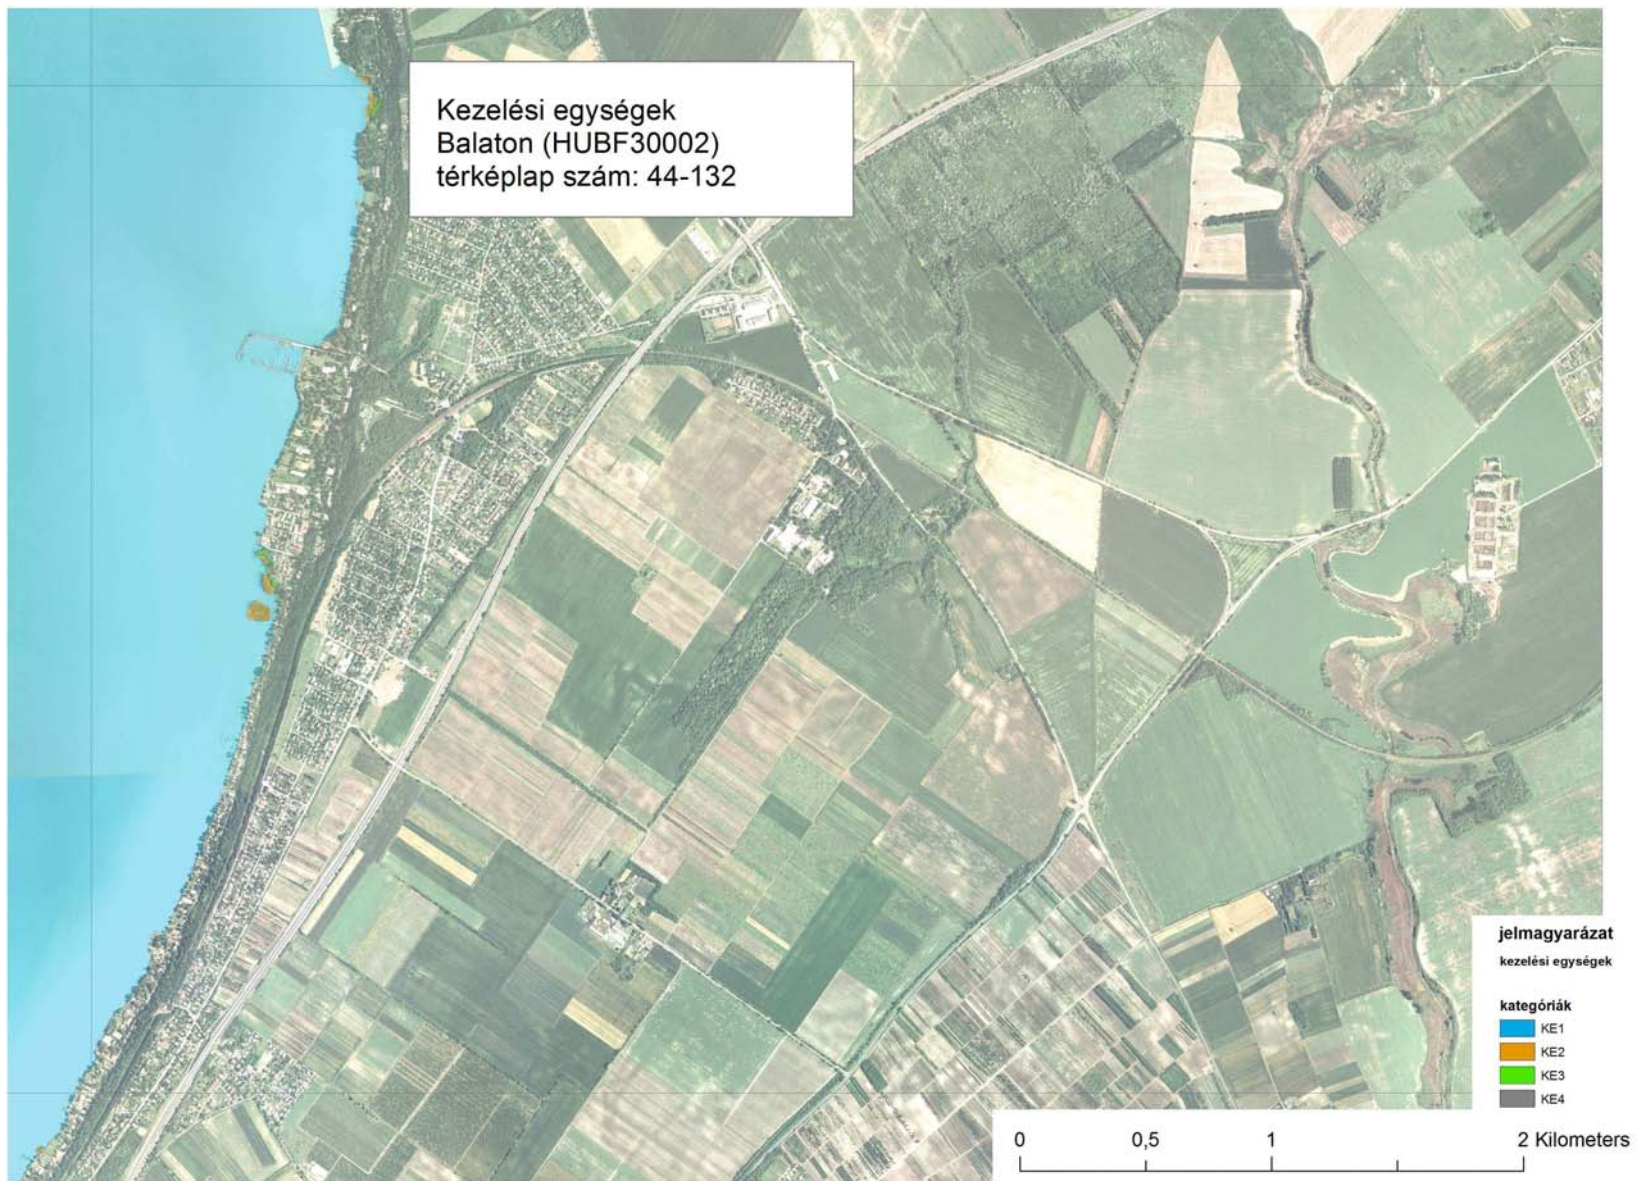 Kezelési egységek
Balaton (HUBF30002)
térképlap szám: 44-132
jelmagyarázat
kezelési egységek
kategóriák
KE1
KE2
KE3
KE4
0 0,5 1 2 Kilometers